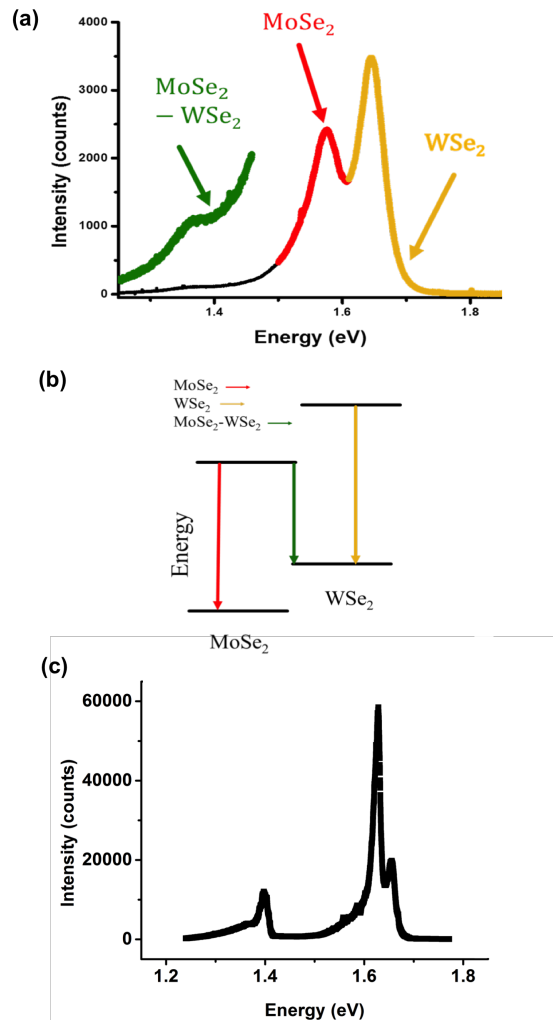 (a)
MoSe₂
MoSe₂
– WSe₂
WSe₂
Intensity (counts)
4000
3000
2000
1000
0
1.4
1.5
1.6
1.8
Energy (eV)
(b)
MoSe₂
WSe₂
MoSe₂-WSe₂
Energy
WSe₂
MoSe₂
(c)
Intensity (counts)
60000
40000
20000
0
1.2
1.4
1.6
1.8
Energy (eV)